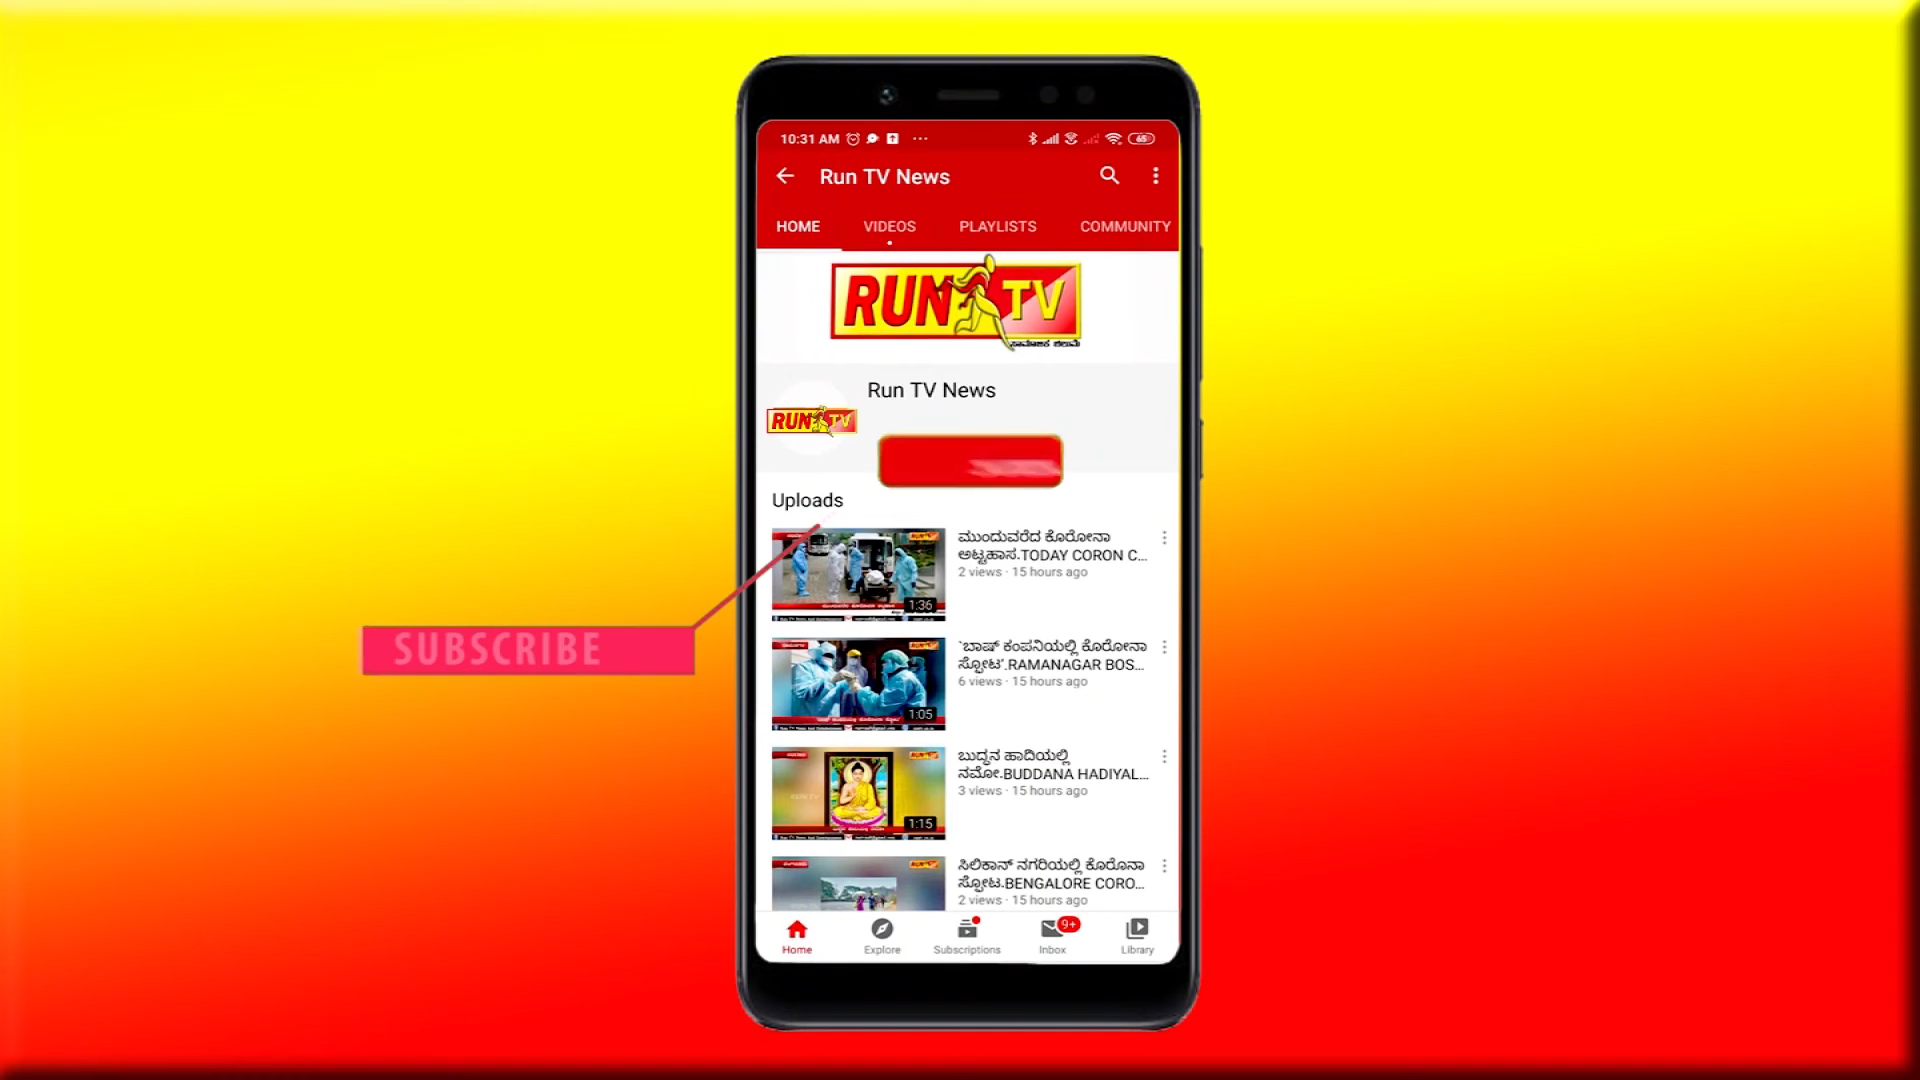 10:31 AM
65
Run TV News
HOME VIDEOS PLAYLISTS COMMUNITY
RUN TV
ಸಾಮಾಜಿಕ ಚಿಲುಮೆ
Run TV News
RUN TV
Uploads
ಮುಂದುವರೆದ ಕೊರೋನಾ
ಅಟ್ಟಹಾಸ.TODAY CORON C...
2 views · 15 hours ago
1:36
SUBSCRIBE
`ಬಾಷ್ ಕಂಪನಿಯಲ್ಲಿ ಕೊರೋನಾ
ಸ್ಫೋಟ'.RAMANAGAR BOS...
6 views · 15 hours ago
1:05
ಬುದ್ಧನ ಹಾದಿಯಲ್ಲಿ
ನಮೋ.BUDDANA HADIYAL...
3 views · 15 hours ago
1:15
ಸಿಲಿಕಾನ್ ನಗರಿಯಲ್ಲಿ ಕೊರೊನಾ
ಸ್ಫೋಟ.BENGALORE CORO...
2 views · 15 hours ago
9+
Home Explore Subscriptions Inbox Library